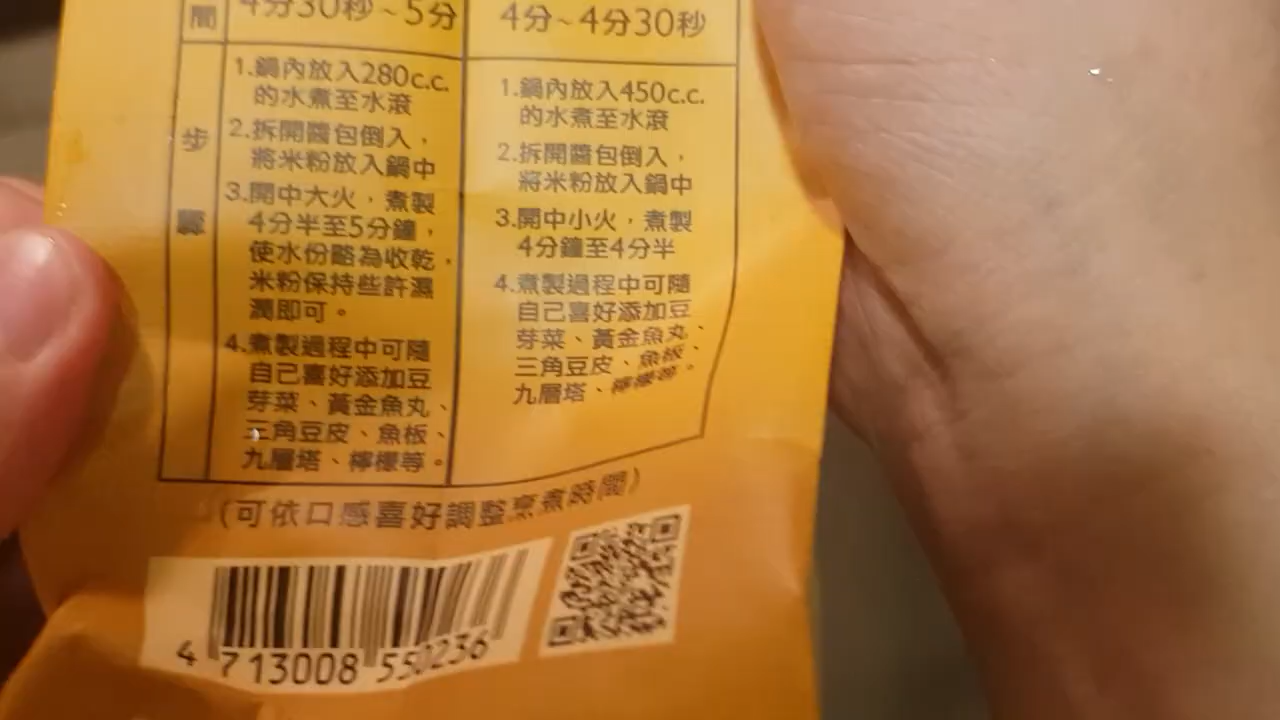 間
4分30秒~5分
4分~4分30秒
步
驟
1.鍋內放入280c.c.
的水煮至水滾
2.拆開醬包倒入，
將米粉放入鍋中
3.開中大火，煮製
4分半至5分鐘，
使水份略為收乾，
米粉保持些許濕
潤即可。
4.煮製過程中可隨
自己喜好添加豆
芽菜、黃金魚丸、
三角豆皮、魚板、
九層塔、檸檬等。
1.鍋內放入450c.c.
的水煮至水滾
2.拆開醬包倒入，
將米粉放入鍋中
3.開中小火，煮製
4分鐘至4分半
4.煮製過程中可隨
自己喜好添加豆
芽菜、黃金魚丸、
三角豆皮、魚板、
九層塔、檸檬等。
(可依口感喜好調整烹煮時間)
4 713008 550236